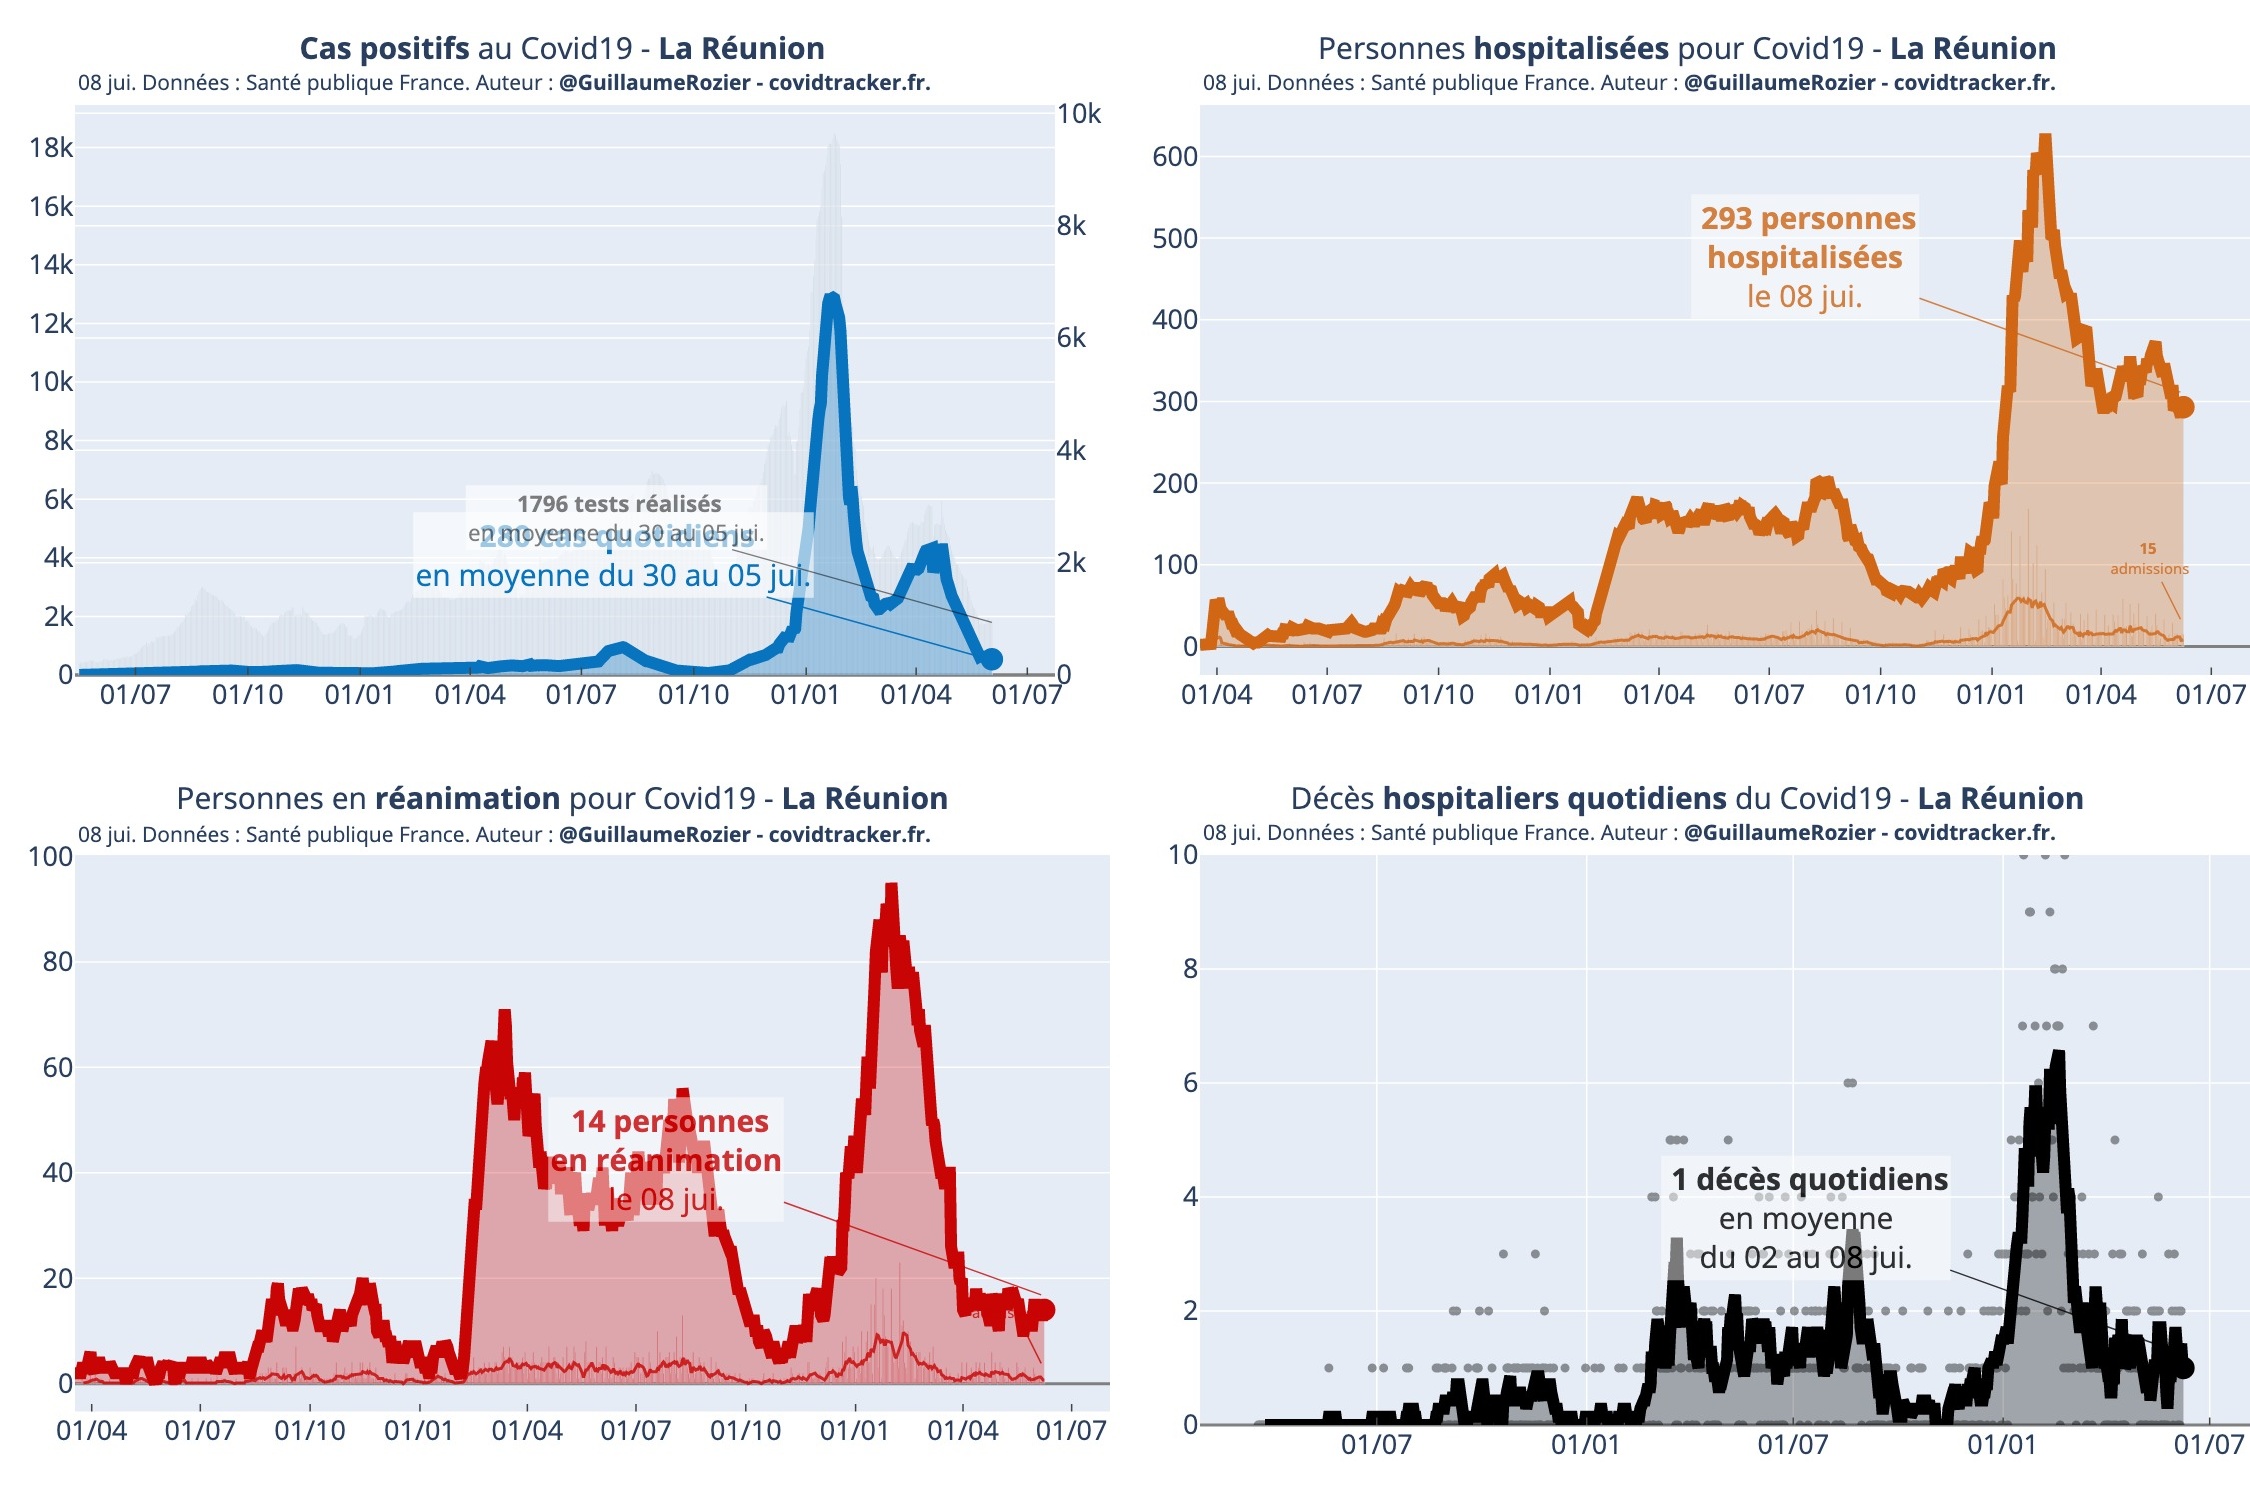 Cas positifs au Covid19 - La Réunion
08 jui. Données : Santé publique France. Auteur : @GuillaumeRozier - covidtracker.fr.
10k
18k
16k
8k
14k
12k
6k
10k
8k
4k
6k
1796 tests réalisés
en moyenne du 30 au 05 jui.
280 cas quotidiens
en moyenne du 30 au 05 jui.
4k
2k
2k
0
0
01/07 01/10 01/01 01/04 01/07 01/10 01/01 01/04 01/07
Personnes hospitalisées pour Covid19 - La Réunion
08 jui. Données : Santé publique France. Auteur : @GuillaumeRozier - covidtracker.fr.
600
500
400
300
200
100
0
293 personnes
hospitalisées
le 08 jui.
15
admissions
01/04 01/07 01/10 01/01 01/04 01/07 01/10 01/01 01/04 01/07
Personnes en réanimation pour Covid19 - La Réunion
08 jui. Données : Santé publique France. Auteur : @GuillaumeRozier - covidtracker.fr.
100
80
60
40
20
0
14 personnes
en réanimation
le 08 jui.
01/04 01/07 01/10 01/01 01/04 01/07 01/10 01/01 01/04 01/07
Décès hospitaliers quotidiens du Covid19 - La Réunion
08 jui. Données : Santé publique France. Auteur : @GuillaumeRozier - covidtracker.fr.
10
8
6
4
2
0
1 décès quotidiens
en moyenne
du 02 au 08 jui.
01/07 01/01 01/07 01/01 01/07